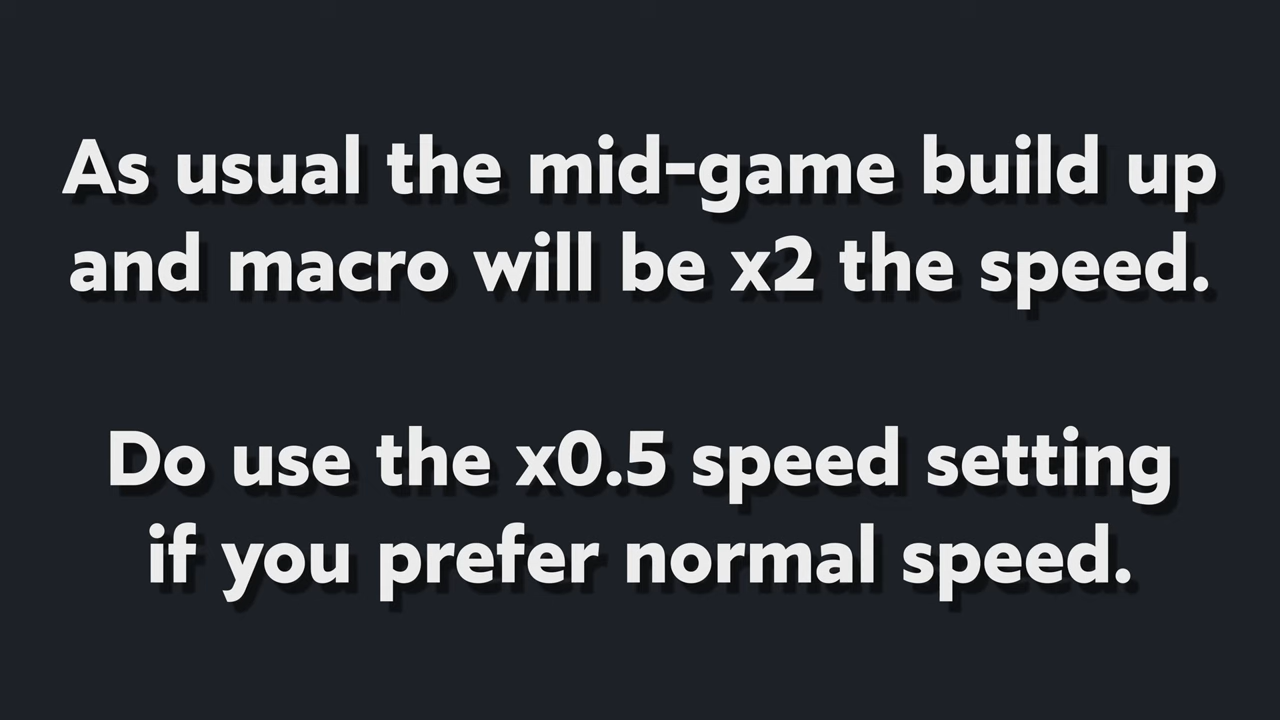 As usual the mid-game build up
and macro will be x2 the speed.
Do use the x0.5 speed setting
if you prefer normal speed.